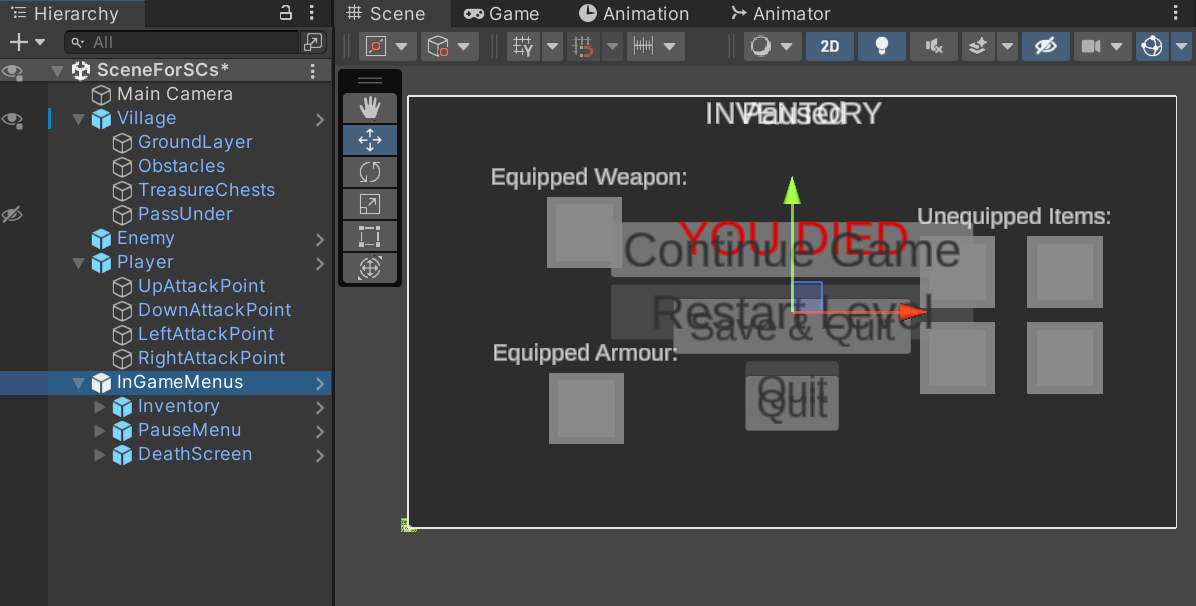 Hierarchy
All
SceneForSCs*
Main Camera
Village
GroundLayer
Obstacles
TreasureChests
PassUnder
Enemy
Player
UpAttackPoint
DownAttackPoint
LeftAttackPoint
RightAttackPoint
InGameMenus
Inventory
PauseMenu
DeathScreen
Scene
Game
Animation
Animator
Y
2D
INVENTORY
Paused
Equipped Weapon:
Unequipped Items:
YOU DIED
Continue Game
Restart Level
Save & Quit
Equipped Armour:
Quit
Quit